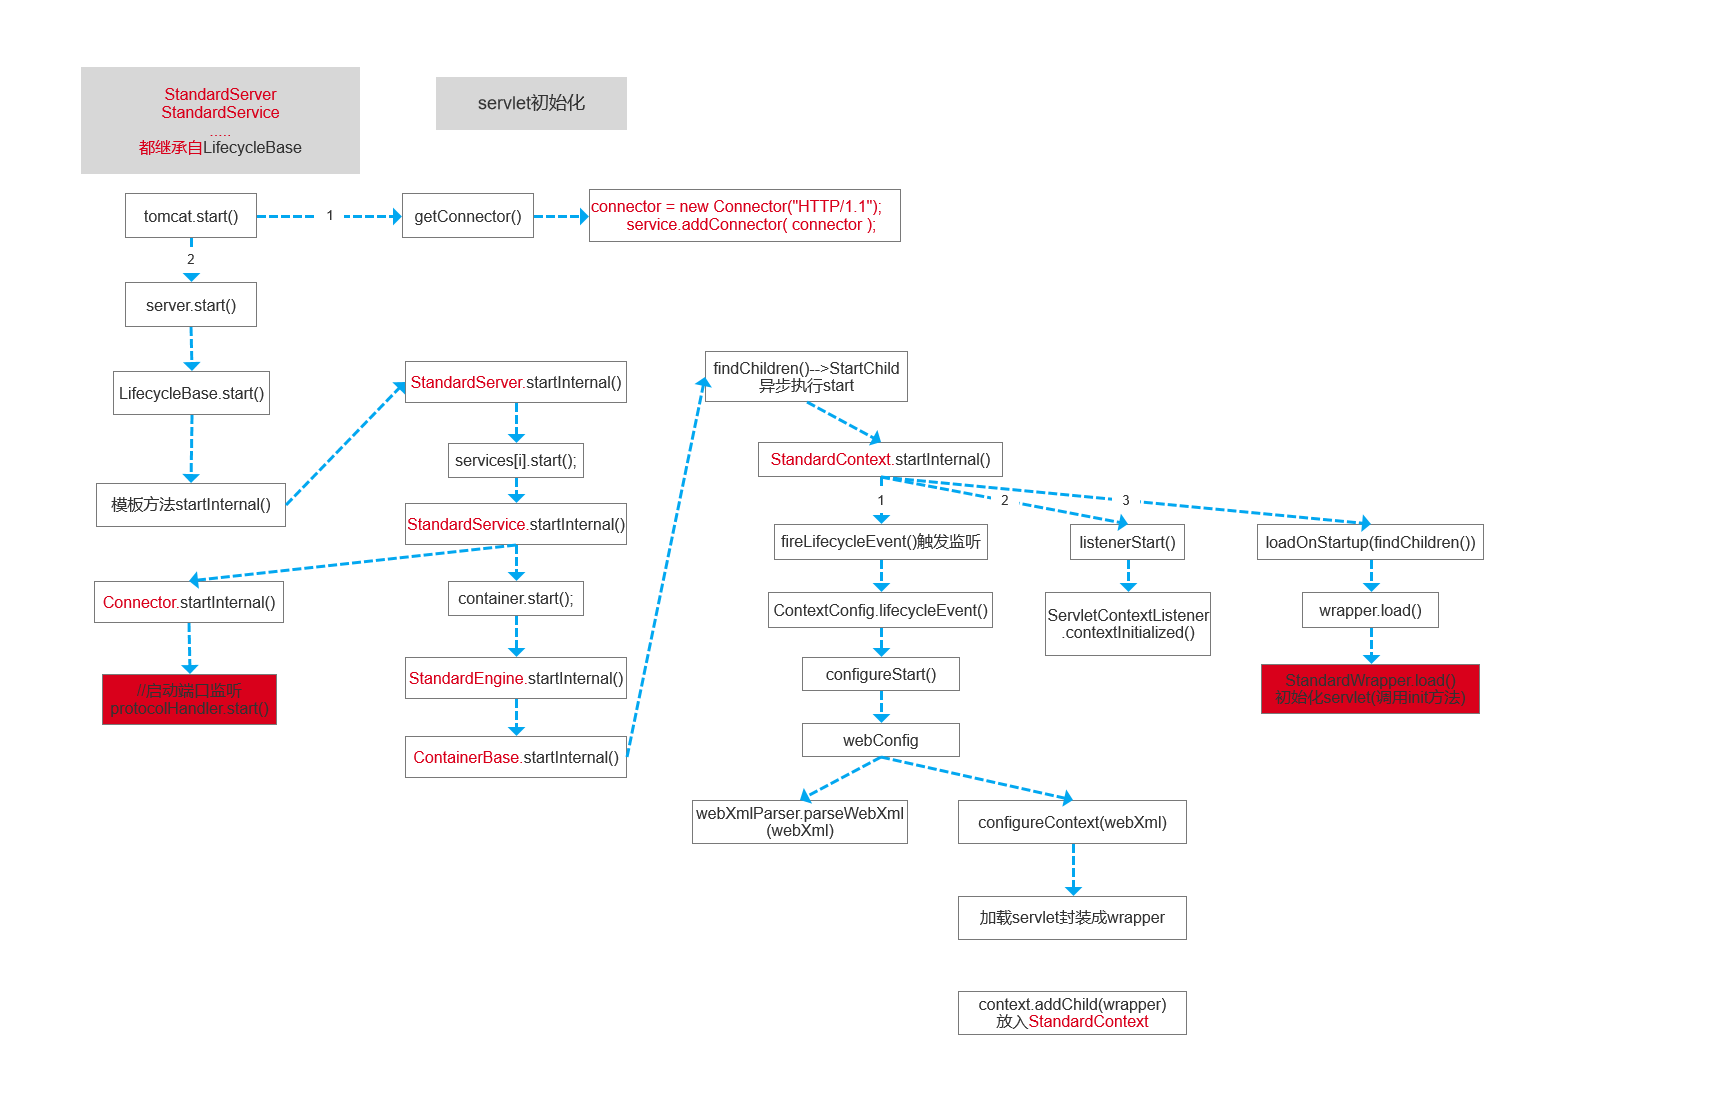 StandardServer
StandardService
.....
都继承自LifecycleBase
servlet初始化
tomcat.start()
1
getConnector()
connector = new Connector("HTTP/1.1");
service.addConnector( connector );
2
server.start()
LifecycleBase.start()
模板方法startInternal()
StandardServer.startInternal()
services[i].start();
StandardService.startInternal()
Connector.startInternal()
//启动端口监听
protocolHandler.start()
container.start();
StandardEngine.startInternal()
ContainerBase.startInternal()
findChildren()-->StartChild
异步执行start
StandardContext.startInternal()
1
2
3
fireLifecycleEvent()触发监听
ContextConfig.lifecycleEvent()
configureStart()
webConfig
webXmlParser.parseWebXml
(webXml)
configureContext(webXml)
加载servlet封装成wrapper
context.addChild(wrapper)
放入StandardContext
listenerStart()
ServletContextListener
.contextInitialized()
loadOnStartup(findChildren())
wrapper.load()
StandardWrapper.load()
初始化servlet(调用init方法)